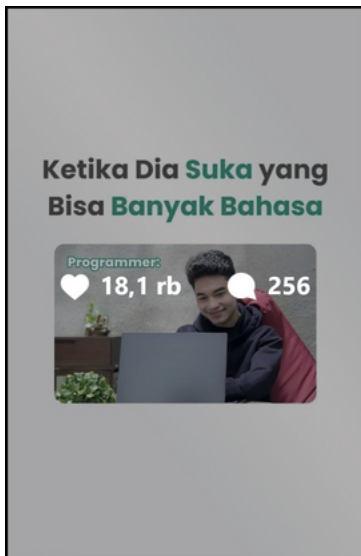 Ketika Dia Suka yang
Bisa Banyak Bahasa
Programmer:
18,1 rb 256